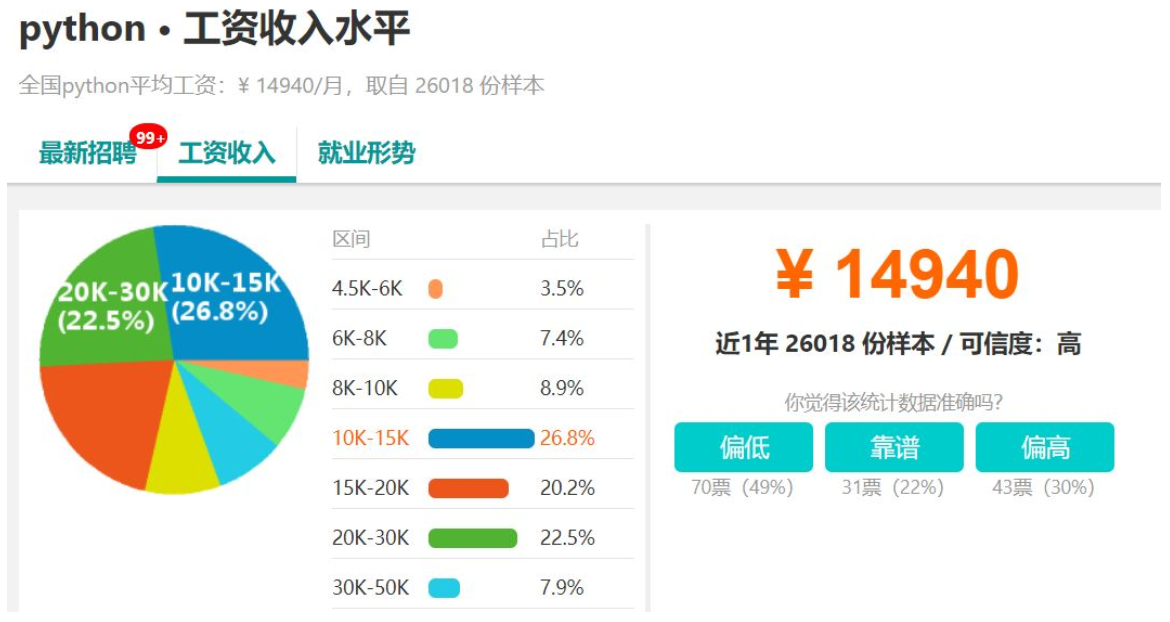 python • 工资收入水平
全国python平均工资：¥ 14940/月，取自 26018 份样本
最新招聘 99+ 工资收入 就业形势
20K-30K
(22.5%)
10K-15K
(26.8%)
区间 占比
4.5K-6K 3.5%
6K-8K 7.4%
8K-10K 8.9%
10K-15K 26.8%
15K-20K 20.2%
20K-30K 22.5%
30K-50K 7.9%
¥ 14940
近1年 26018 份样本 / 可信度：高
你觉得该统计数据准确吗?
偏低 靠谱 偏高
70票（49%） 31票（22%） 43票（30%）